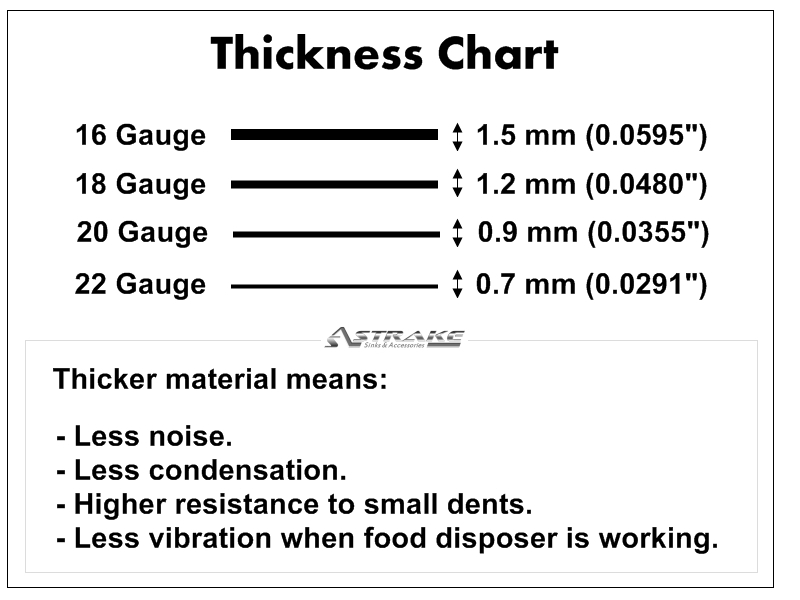 Thickness Chart
16 Gauge 1.5 mm (0.0595")
18 Gauge 1.2 mm (0.0480")
20 Gauge 0.9 mm (0.0355")
22 Gauge 0.7 mm (0.0291")
ASTRAKE
Sinks & Accessories
Thicker material means:
- Less noise.
- Less condensation.
- Higher resistance to small dents.
- Less vibration when food disposer is working.